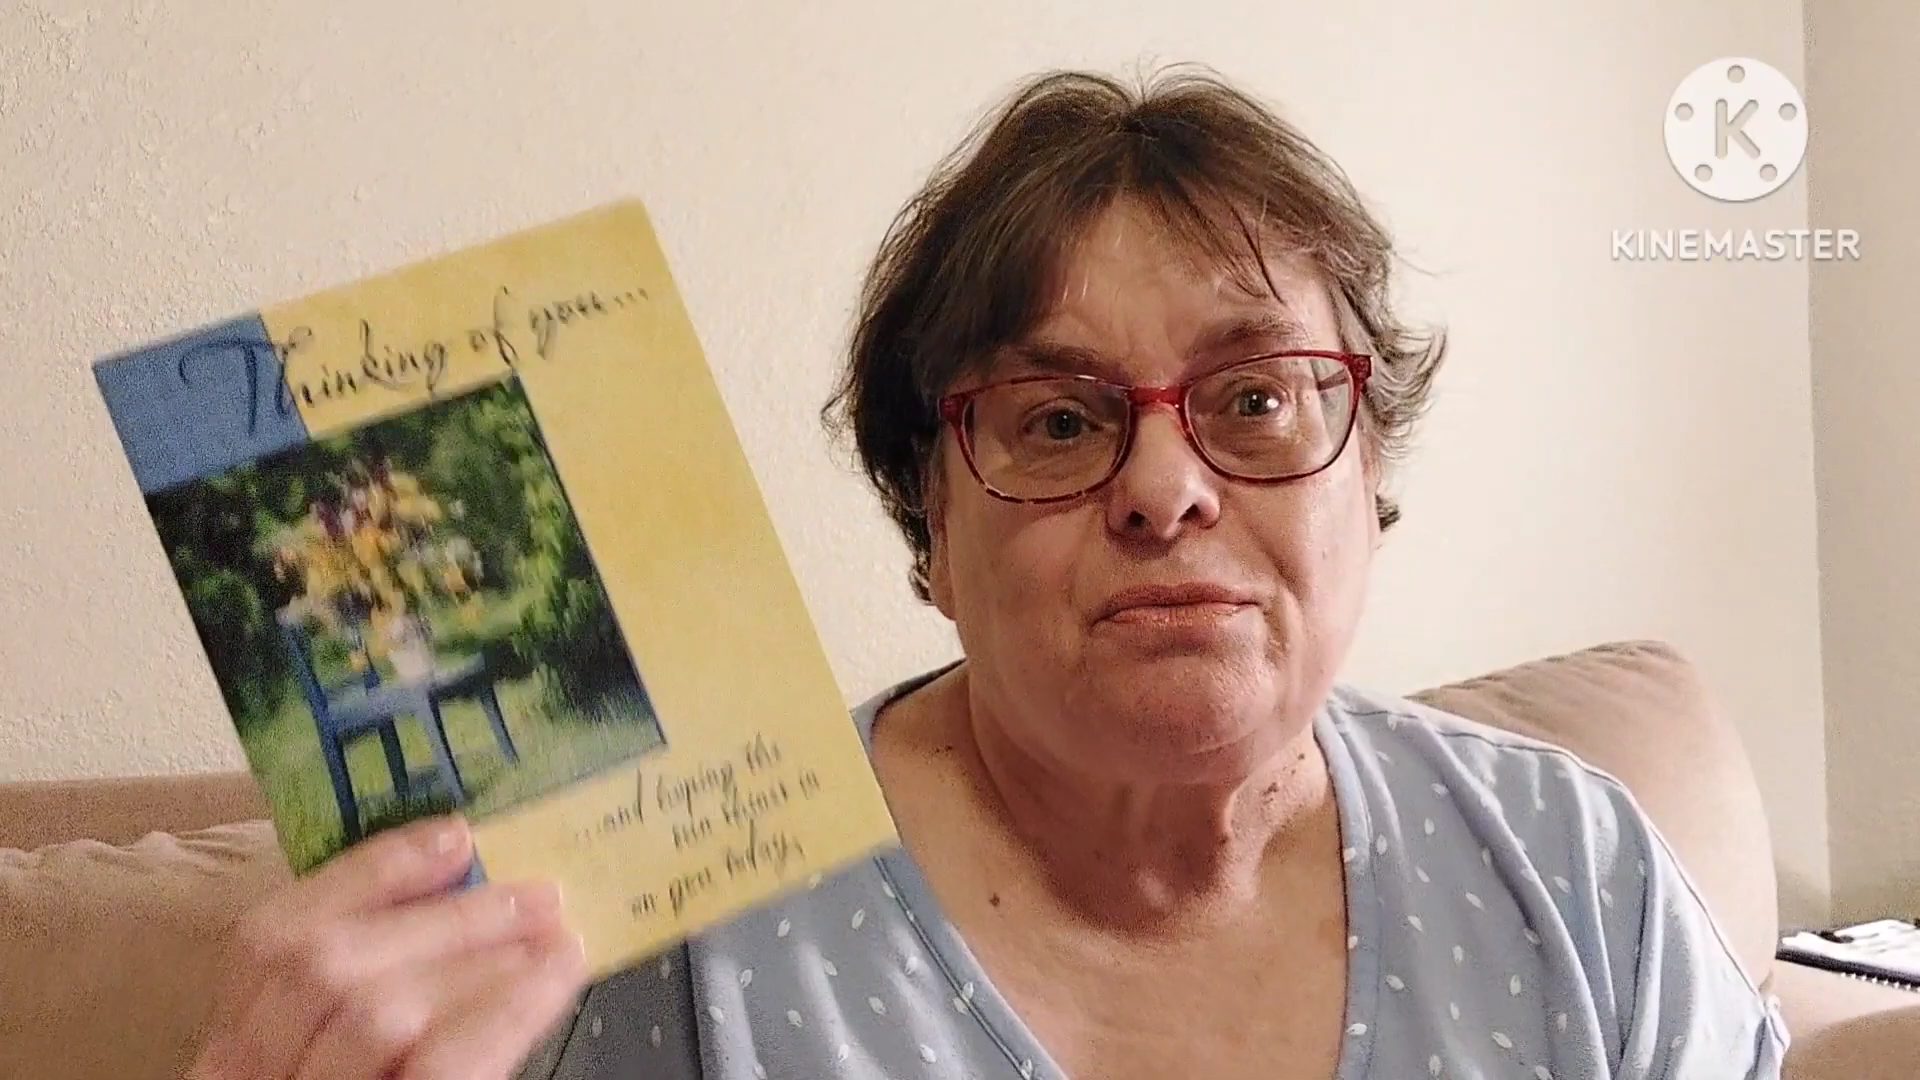 Thinking of you...
...and hoping the
sun shines in
on you today.
K
KINEMASTER